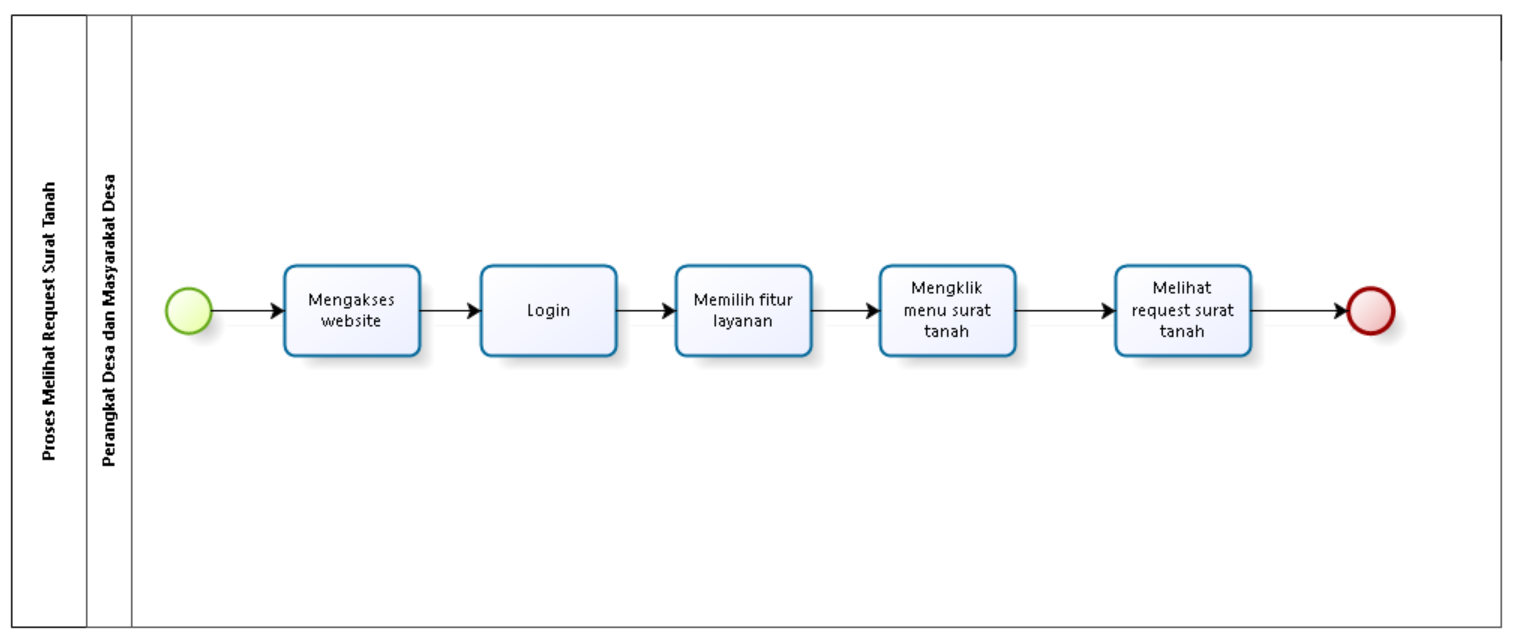 Proses Melihat Request Surat Tanah
Perangkat Desa dan Masyarakat Desa
Mengakses
website
Login
Memilih fitur
layanan
Mengklik
menu surat
tanah
Melihat
request surat
tanah